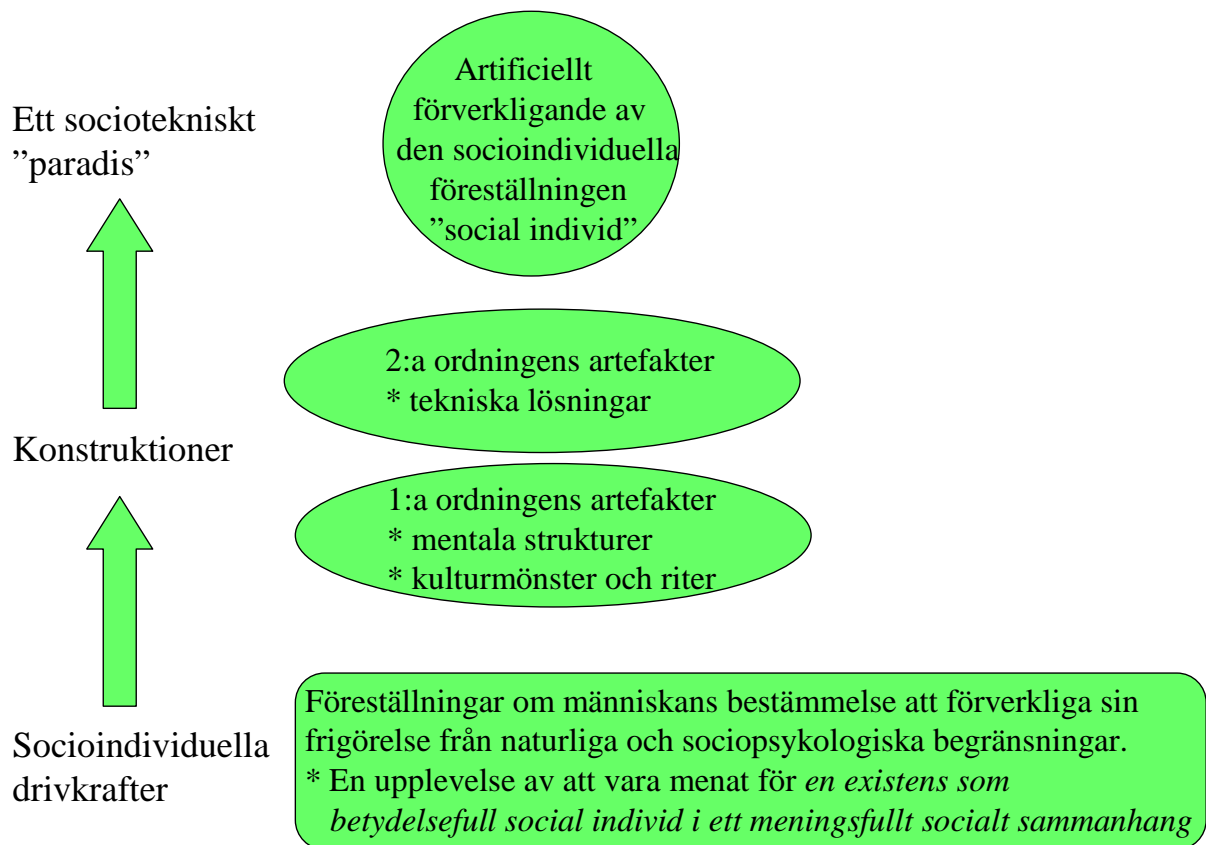 Artificiellt
förverkligande av
den socioindividuella
föreställningen
”social individ”
Ett sociotekniskt
”paradis”
2:a ordningens artefakter
* tekniska lösningar
Konstruktioner
1:a ordningens artefakter
* mentala strukturer
* kulturmönster och riter
Socioindividuella
drivkrafter
Föreställningar om människans bestämmelse att förverkliga sin
frigörelse från naturliga och sociopsykologiska begränsningar.
* En upplevelse av att vara menat för en existens som
betydelsefull social individ i ett meningsfullt socialt sammanhang